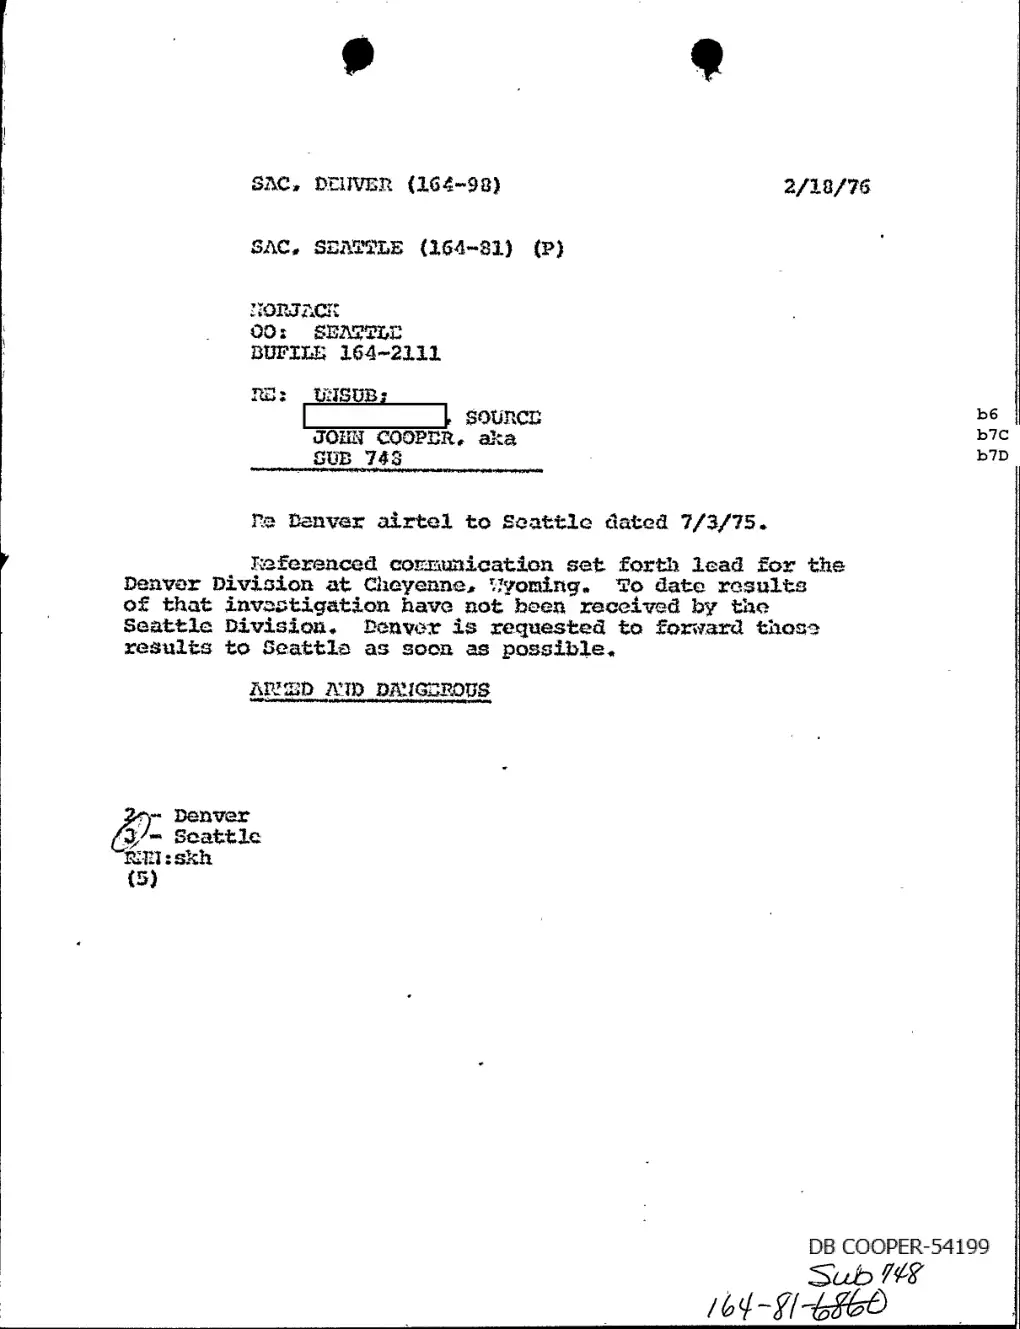 SAC, DENVER (164-98) 2/18/76
SAC, SEATTLE (164-81) (P)
NORJACK
OO: SEATTLE
BUFILE 164-2111
RE: UNSUB;
, SOURCE b6
JOHN COOPER, aka b7C
SUB 748 b7D
Re Denver airtel to Seattle dated 7/3/75.
Referenced communication set forth lead for the
Denver Division at Cheyenne, Wyoming. To date results
of that investigation have not been received by the
Seattle Division. Denver is requested to forward those
results to Seattle as soon as possible.
ARMED AND DANGEROUS
2 - Denver
3 - Seattle
:skh
(5)
DB COOPER-54199
Sub 748
164-81-6860